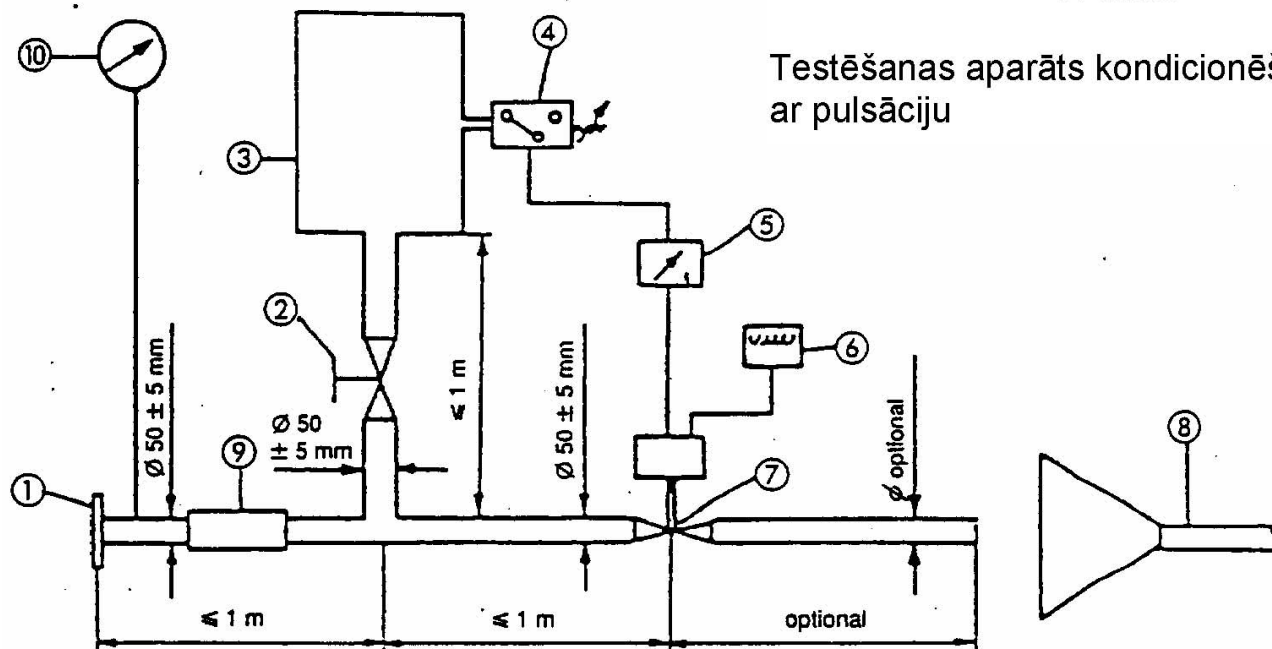 10
4
Testēšanas aparāts
ar pulsāciju
3
5
2
6
≤ 1 m
Ø 50 ± 5 mm
Ø 50
± 5 mm
Ø 50 ± 5 mm
Ø optional
9
7
8
1
≤ 1 m
≤ 1 m
optional